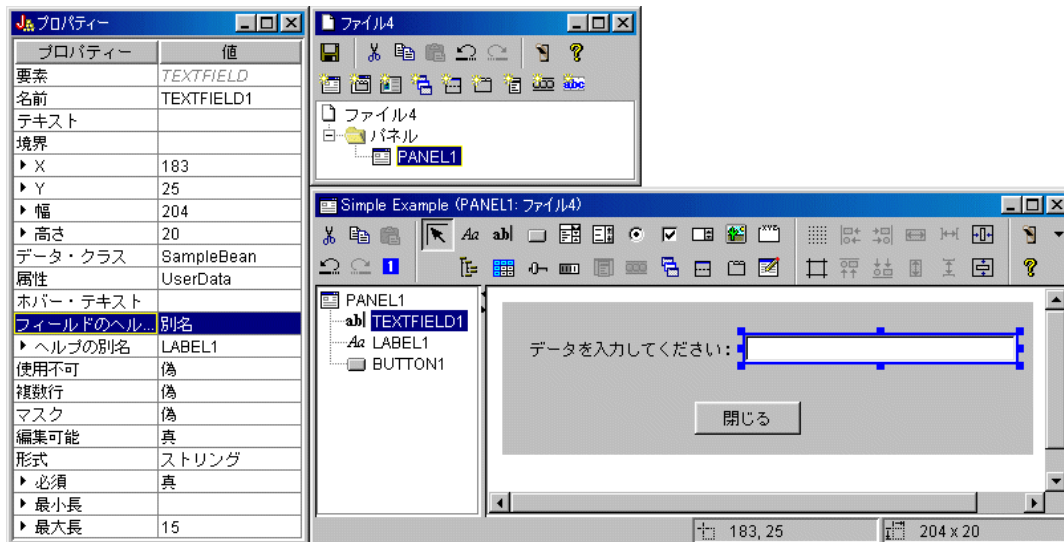 プロパティー
プロパティー 値
要素 TEXTFIELD
名前 TEXTFIELD1
テキスト
境界
X 183
Y 25
幅 204
高さ 20
データ・クラス SampleBean
属性 UserData
ホバー・テキスト
フィールドのヘル... 別名
ヘルプの別名 LABEL1
使用不可 偽
複数行 偽
マスク 偽
編集可能 真
形式 ストリング
必須 真
最小長
最大長 15
ファイル4
abc
ファイル4
パネル
PANEL1
Simple Example (PANEL1: ファイル4)
Aa ab| XYZ
1
PANEL1
ab| TEXTFIELD1
Aa LABEL1
BUTTON1
データを入力してください:
閉じる
183, 25
204 x 20